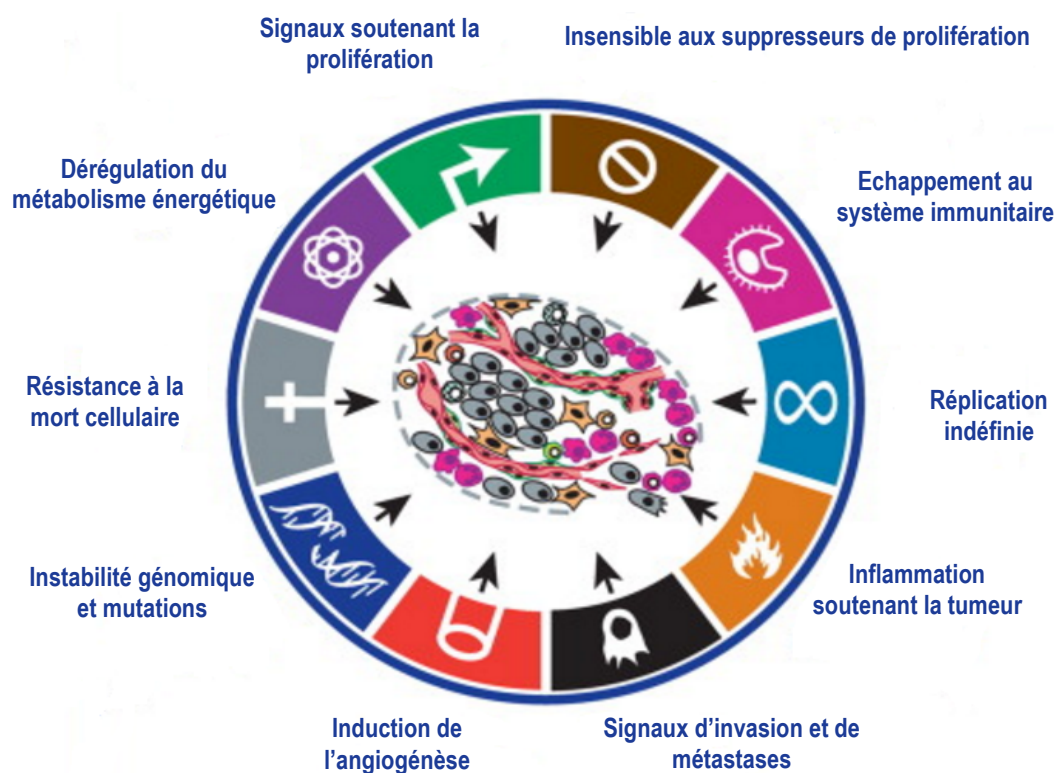 Signaux soutenant la
prolifération
Insensible aux suppresseurs de prolifération
Dérégulation du
métabolisme énergétique
Echappement au
système immunitaire
Résistance à la
mort cellulaire
Réplication
indéfinie
Instabilité génomique
et mutations
Inflammation
soutenant la tumeur
Induction de
l’angiogénèse
Signaux d’invasion et de
métastases